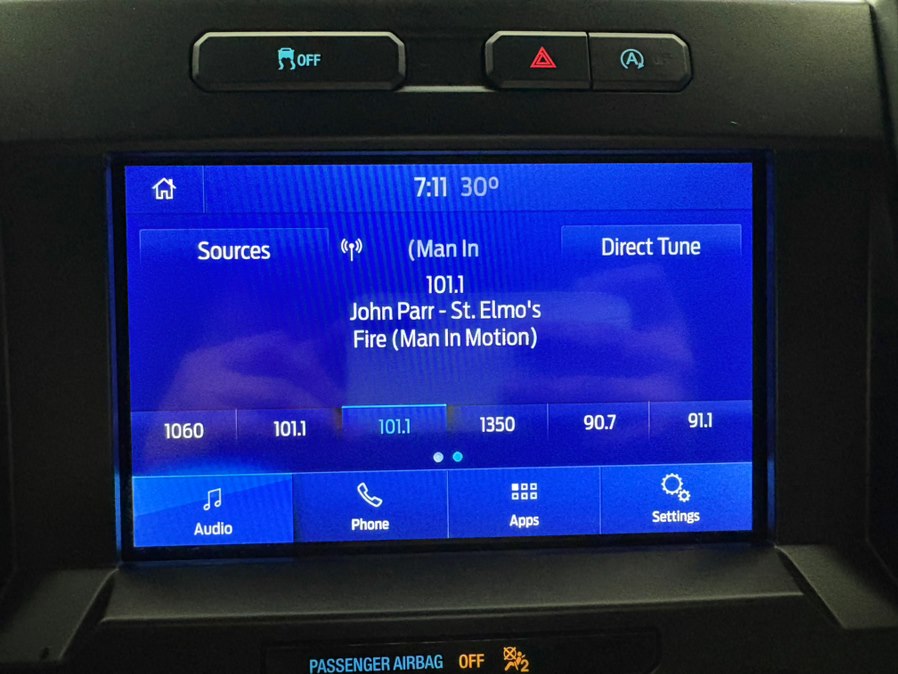 OFF
A
7:11 30°
Sources (Man In Direct Tune
101.1
John Parr - St. Elmo's
Fire (Man In Motion)
1060 101.1 101.1 1350 90.7 91.1
Audio Phone Apps Settings
PASSENGER AIRBAG OFF 2